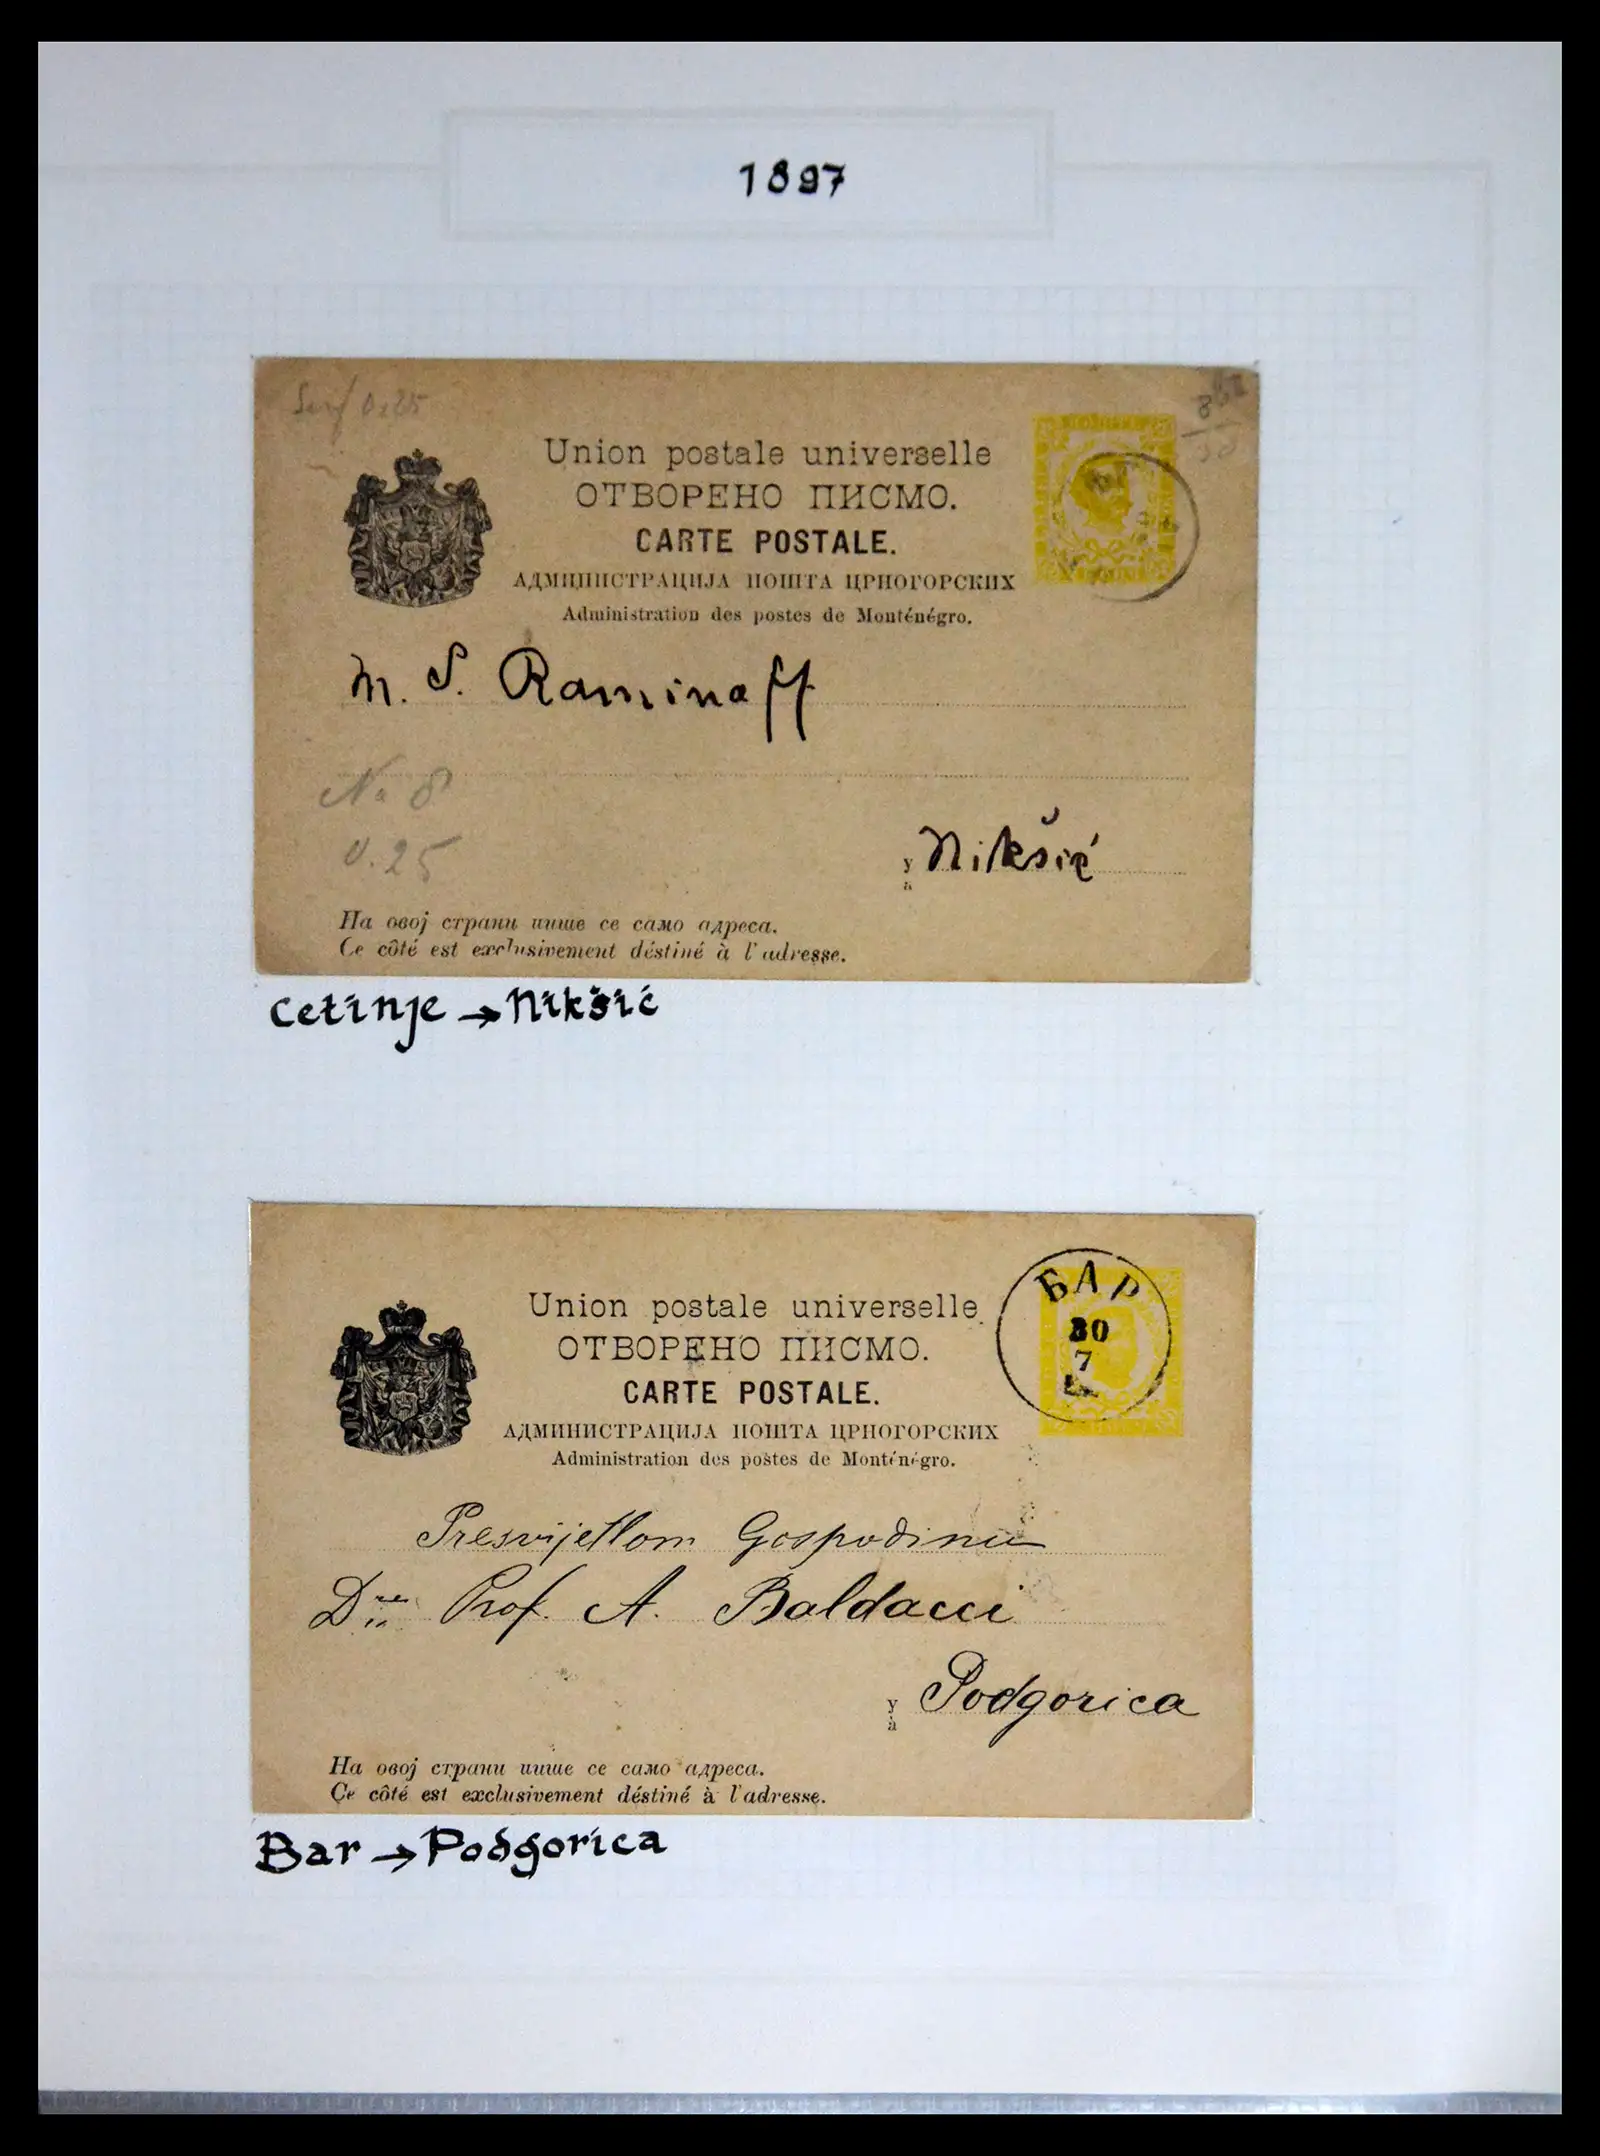 1897
Union postale universelle
ОТВОРЕНО ПИСМО.
CARTE POSTALE.
АДМИНИСТРАЦИЈА ПОШТА ЦРНОГОРСКИХ
Administration des postes de Monténégro.
M. S. Raminaff
No 8
0.25
у Nikšić
à
На овој страни пише се само адреса.
Ce côté est exclusivement déstiné à l'adresse.
Cetinje → Nikšić
БАР
30
7
Union postale universelle
ОТВОРЕНО ПИСМО.
CARTE POSTALE.
АДМИНИСТРАЦИЈА ПОШТА ЦРНОГОРСКИХ
Administration des postes de Monténégro.
Presvijetlom Gospodinu
Dru Prof. A. Baldacci
у Podgorica
à
На овој страни пише се само адреса.
Ce côté est exclusivement déstiné à l'adresse.
Bar → Podgorica